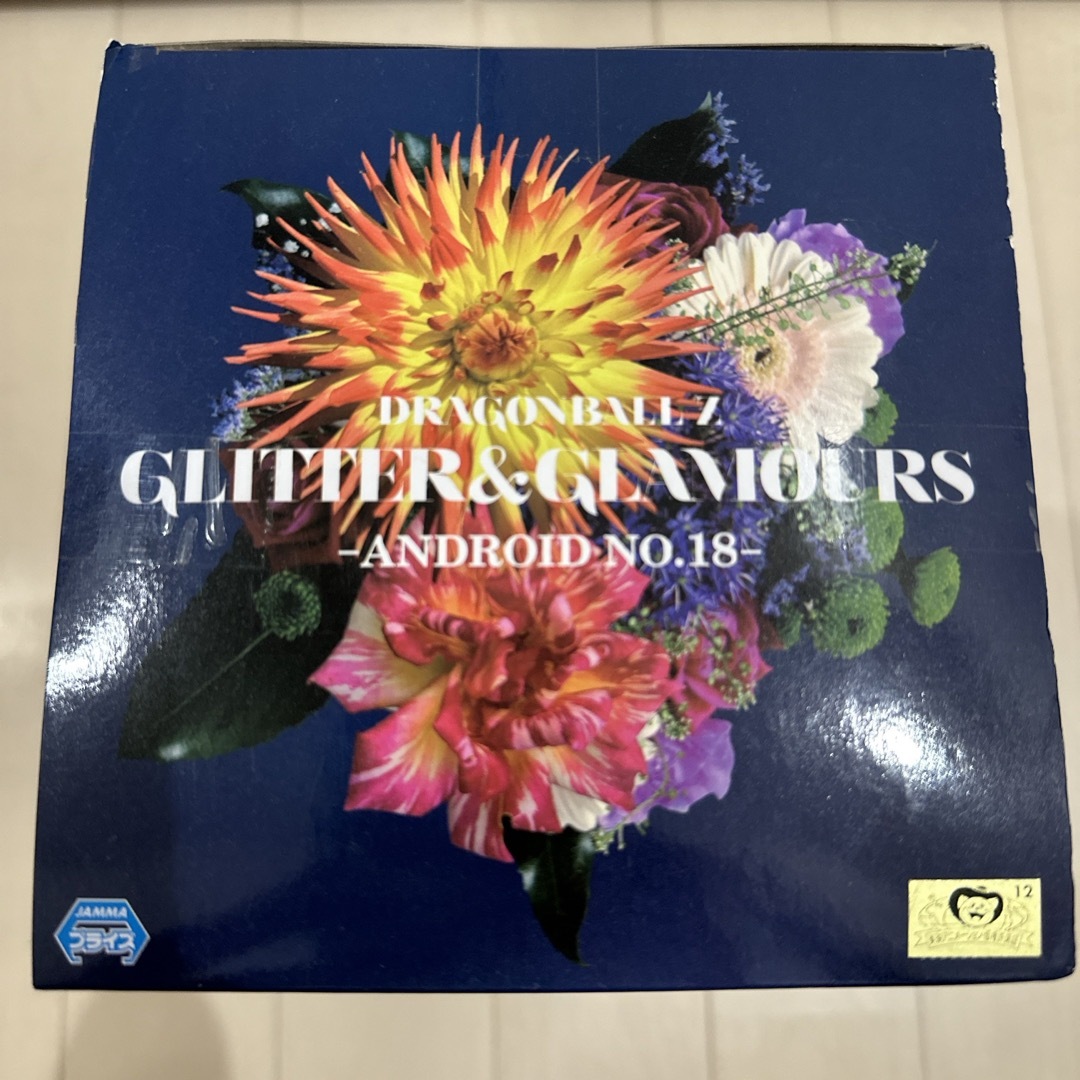 DRAGONBALL Z
GLITTER&GLAMOURS
-ANDROID NO.18-
JAMMA
プライズ
12